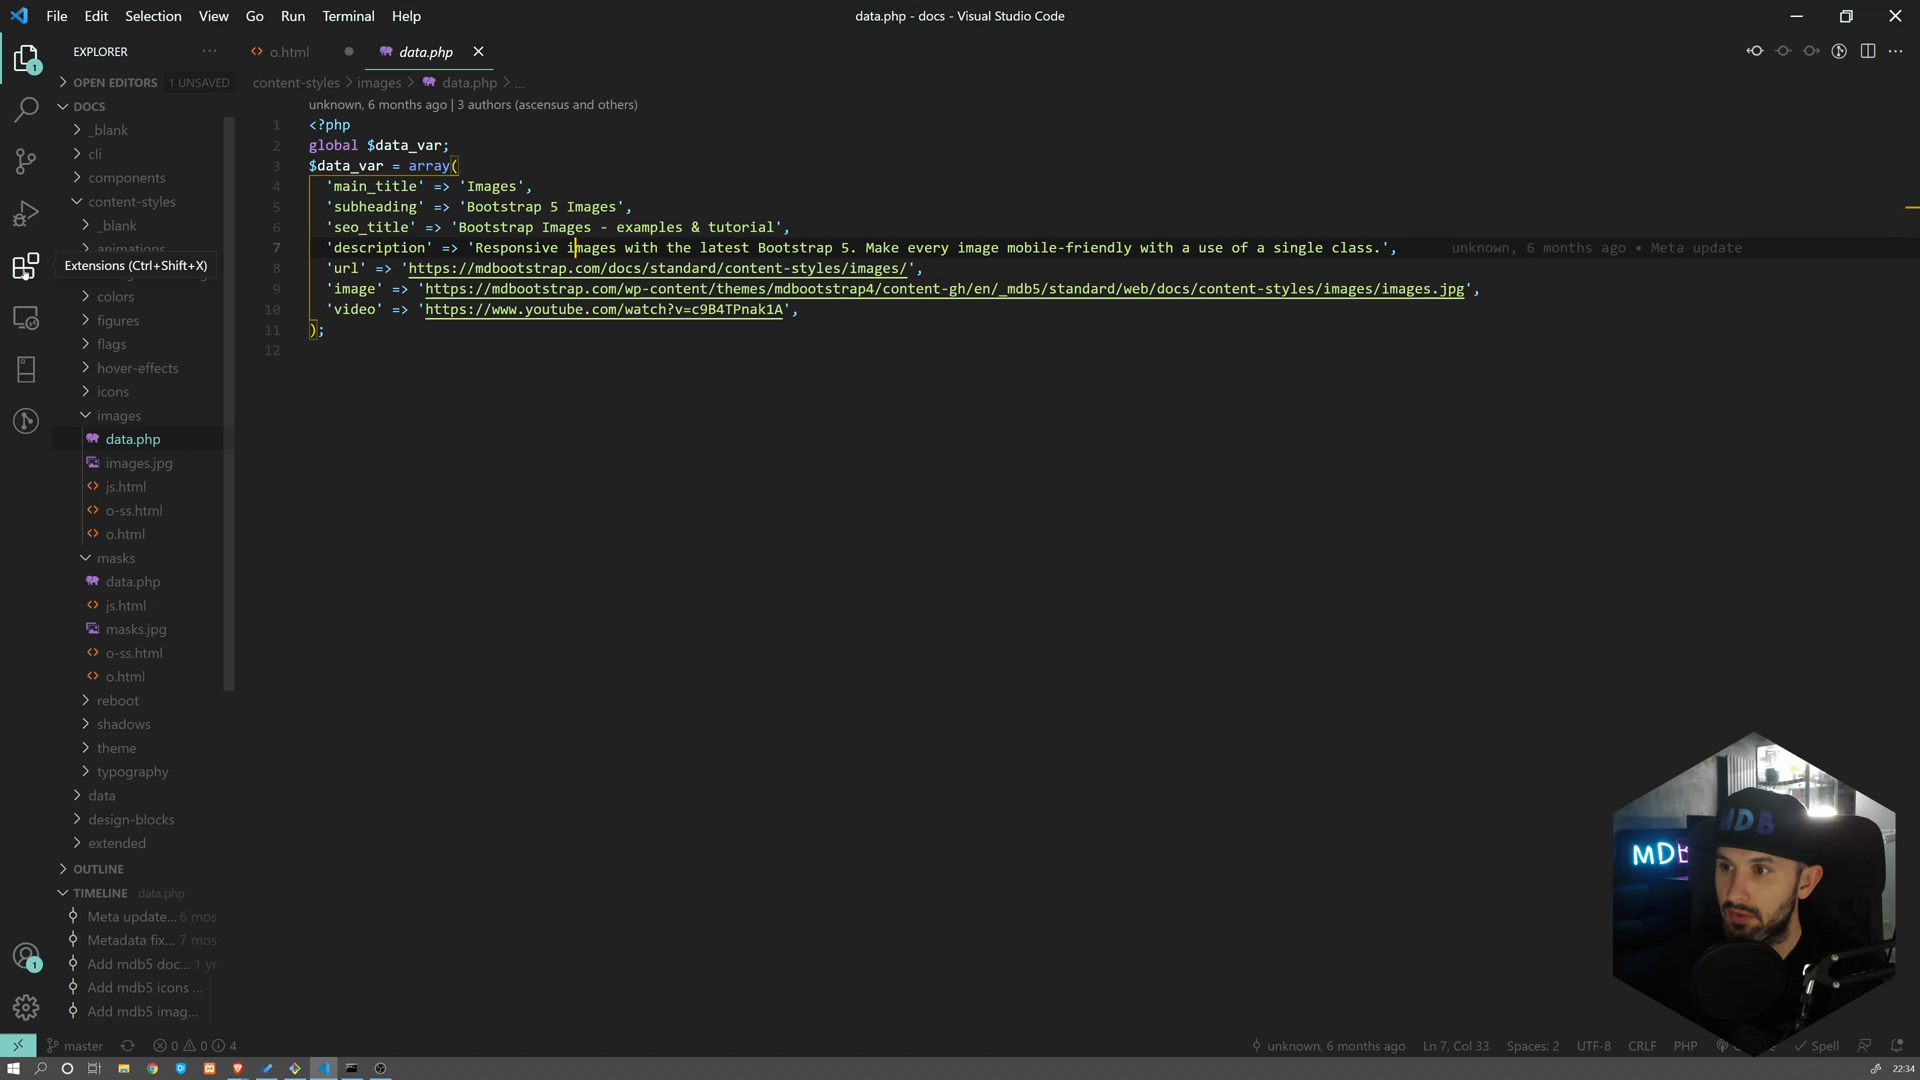 File Edit Selection View Go Run Terminal Help
data.php - docs - Visual Studio Code
EXPLORER
o.html
data.php
OPEN EDITORS 1 UNSAVED
content-styles > images > data.php > ...
DOCS
_blank
cli
components
content-styles
_blank
animations
Extensions (Ctrl+Shift+X)
colors
figures
flags
hover-effects
icons
images
data.php
images.jpg
js.html
o-ss.html
o.html
masks
data.php
js.html
masks.jpg
o-ss.html
o.html
reboot
shadows
theme
typography
data
design-blocks
extended
OUTLINE
TIMELINE data.php
Meta update... 6 mos
Metadata fix... 7 mos
Add mdb5 doc... 1 yr
Add mdb5 icons ...
Add mdb5 imag...
unknown, 6 months ago | 3 authors (ascensus and others)
1 <?php
2 global $data_var;
3 $data_var = array(
4 'main_title' => 'Images',
5 'subheading' => 'Bootstrap 5 Images',
6 'seo_title' => 'Bootstrap Images - examples & tutorial',
7 'description' => 'Responsive images with the latest Bootstrap 5. Make every image mobile-friendly with a use of a single class.', unknown, 6 months ago • Meta update
8 'url' => 'https://mdbootstrap.com/docs/standard/content-styles/images/',
9 'image' => 'https://mdbootstrap.com/wp-content/themes/mdbootstrap4/content-gh/en/_mdb5/standard/web/docs/content-styles/images/images.jpg',
10 'video' => 'https://www.youtube.com/watch?v=c9B4TPnak1A',
11 );
12
MDB
MDB
1
1
master 0 0 4
unknown, 6 months ago Ln 7, Col 33 Spaces: 2 UTF-8 CRLF PHP Spell
22:34